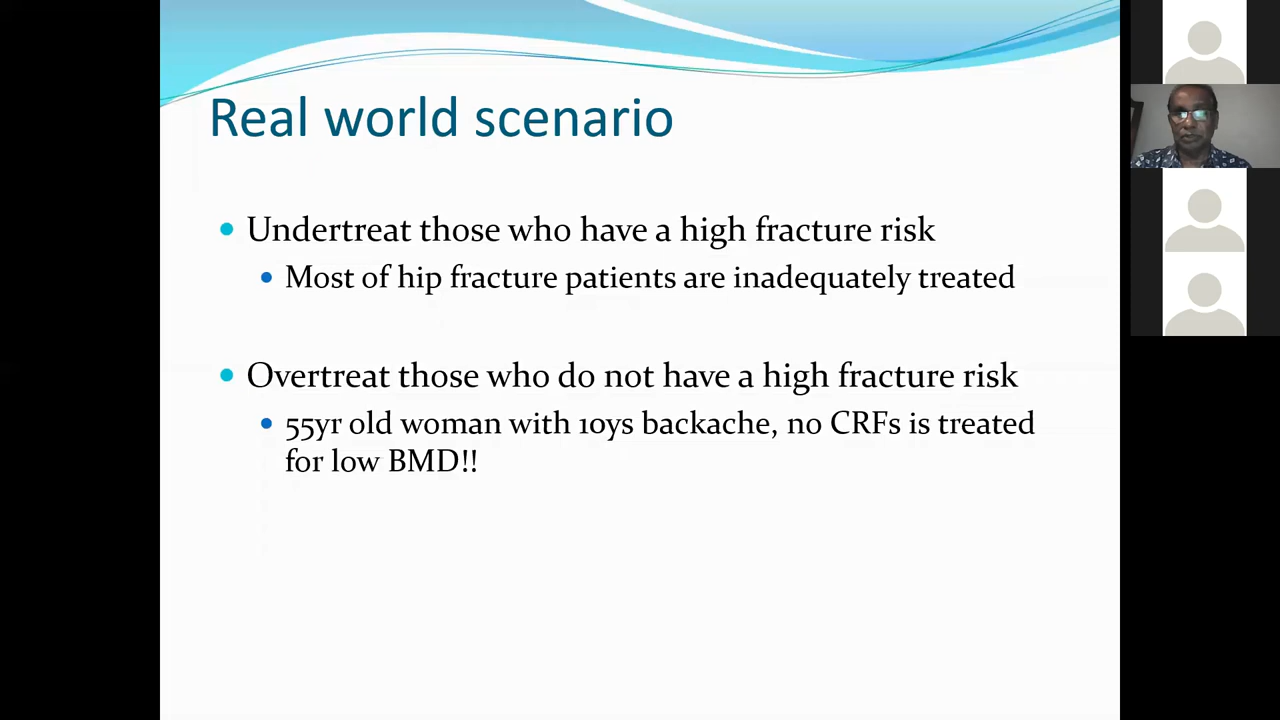 Real world scenario
Undertreat those who have a high fracture risk
Most of hip fracture patients are inadequately treated
Overtreat those who do not have a high fracture risk
55yr old woman with 10ys backache, no CRFs is treated
for low BMD!!